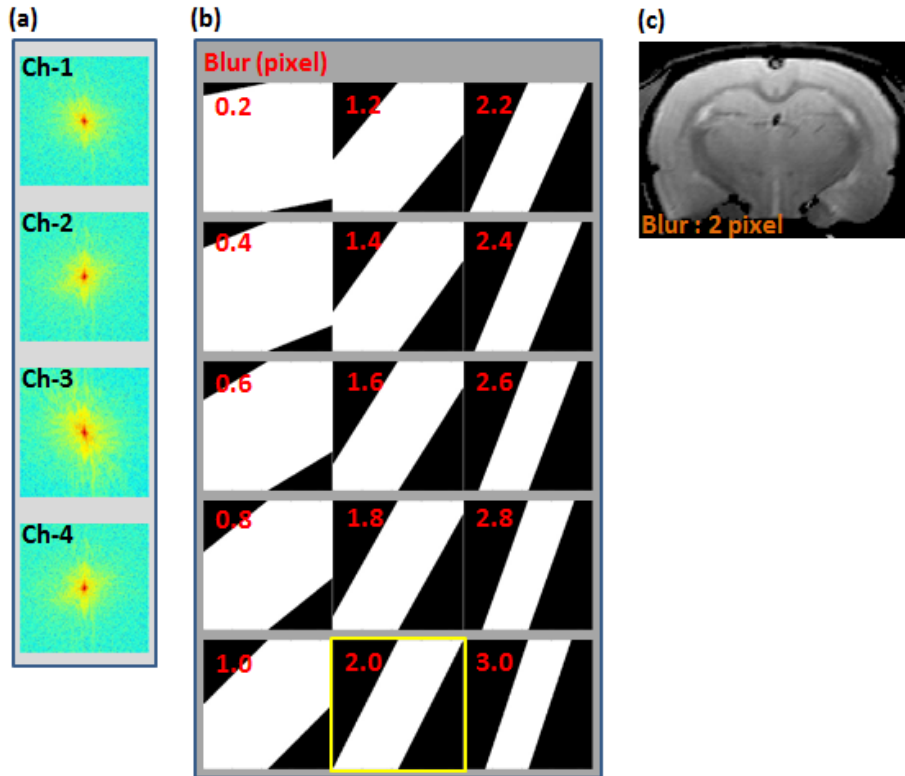 (a)
Ch-1
Ch-2
Ch-3
Ch-4
(b)
Blur (pixel)
0.2 1.2 2.2
0.4 1.4 2.4
0.6 1.6 2.6
0.8 1.8 2.8
1.0 2.0 3.0
(c)
Blur : 2 pixel